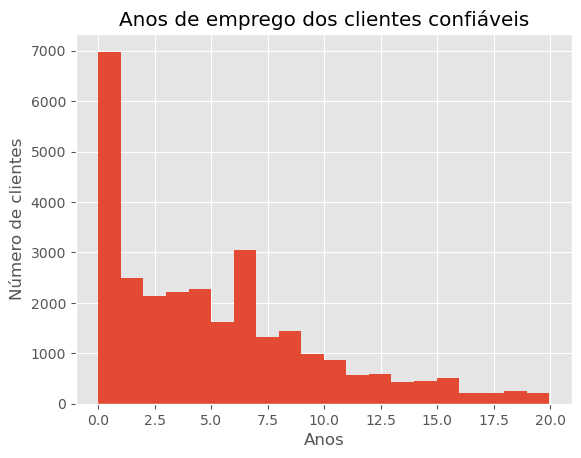 Anos de emprego dos clientes confiáveis
Número de clientes
7000
6000
5000
4000
3000
2000
1000
0
0.0 2.5 5.0 7.5 10.0 12.5 15.0 17.5 20.0
Anos